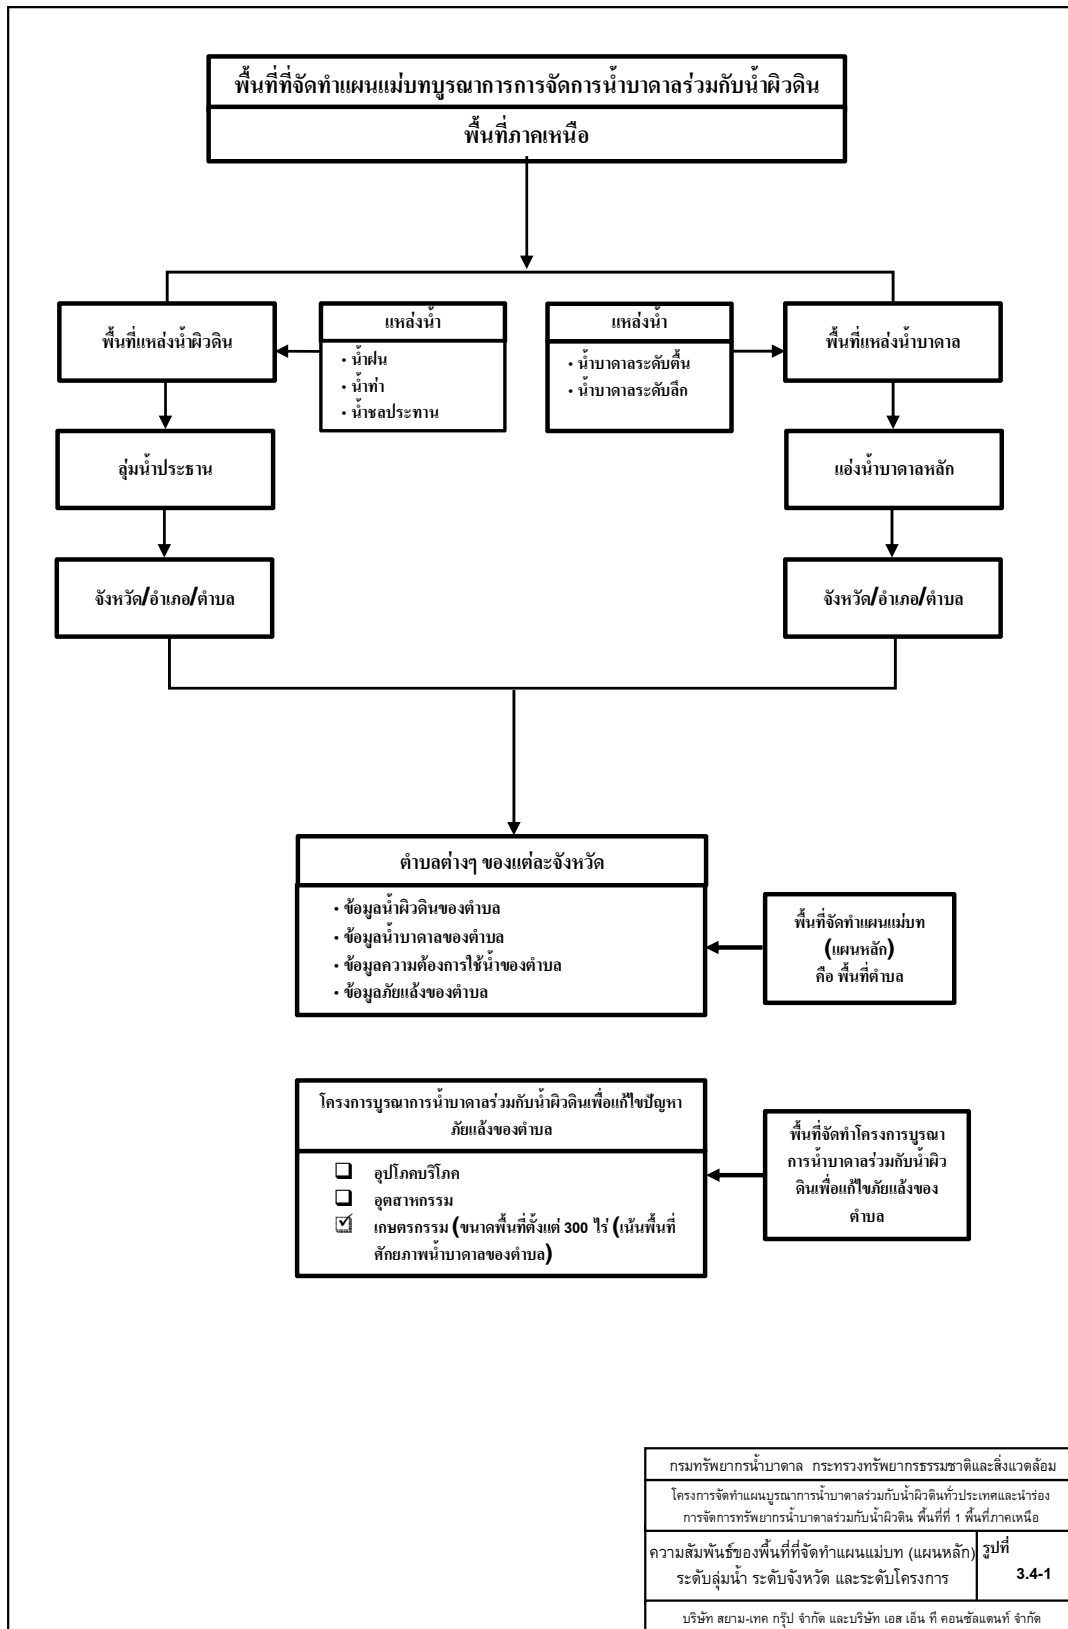 พื้นที่ที่จัดทำแผนแม่บทบูรณาการการจัดการน้ำบาดาลร่วมกับน้ำผิวดิน
พื้นที่ภาคเหนือ
พื้นที่แหล่งน้ำผิวดิน
แหล่งน้ำ
• น้ำฝน
• น้ำท่า
• น้ำชลประทาน
แหล่งน้ำ
• น้ำบาดาลระดับตื้น
• น้ำบาดาลระดับลึก
พื้นที่แหล่งน้ำบาดาล
ลุ่มน้ำประธาน
แอ่งน้ำบาดาลหลัก
จังหวัด/อำเภอ/ตำบล
จังหวัด/อำเภอ/ตำบล
ตำบลต่างๆ ของแต่ละจังหวัด
• ข้อมูลน้ำผิวดินของตำบล
• ข้อมูลน้ำบาดาลของตำบล
• ข้อมูลความต้องการใช้น้ำของตำบล
• ข้อมูลภัยแล้งของตำบล
พื้นที่จัดทำแผนแม่บท
(แผนหลัก)
คือ พื้นที่ตำบล
โครงการบูรณาการน้ำบาดาลร่วมกับน้ำผิวดินเพื่อแก้ไขปัญหา
ภัยแล้งของตำบล
❑ อุปโภคบริโภค
❑ อุตสาหกรรม
☑ เกษตรกรรม (ขนาดพื้นที่ตั้งแต่ 300 ไร่ (เน้นพื้นที่
ศักยภาพน้ำบาดาลของตำบล)
พื้นที่จัดทำโครงการบูรณา
การน้ำบาดาลร่วมกับน้ำผิว
ดินเพื่อแก้ไขภัยแล้งของ
ตำบล
กรมทรัพยากรน้ำบาดาล กระทรวงทรัพยากรธรรมชาติและสิ่งแวดล้อม
โครงการจัดทำแผนบูรณาการน้ำบาดาลร่วมกับน้ำผิวดินทั่วประเทศและนำร่อง
การจัดการทรัพยากรน้ำบาดาลร่วมกับน้ำผิวดิน พื้นที่ที่ 1 พื้นที่ภาคเหนือ
ความสัมพันธ์ของพื้นที่ที่จัดทำแผนแม่บท (แผนหลัก)
ระดับลุ่มน้ำ ระดับจังหวัด และระดับโครงการ
รูปที่
3.4-1
บริษัท สยาม-เทค กรุ๊ป จำกัด และบริษัท เอส เอ็น ที คอนซัลแตนท์ จำกัด